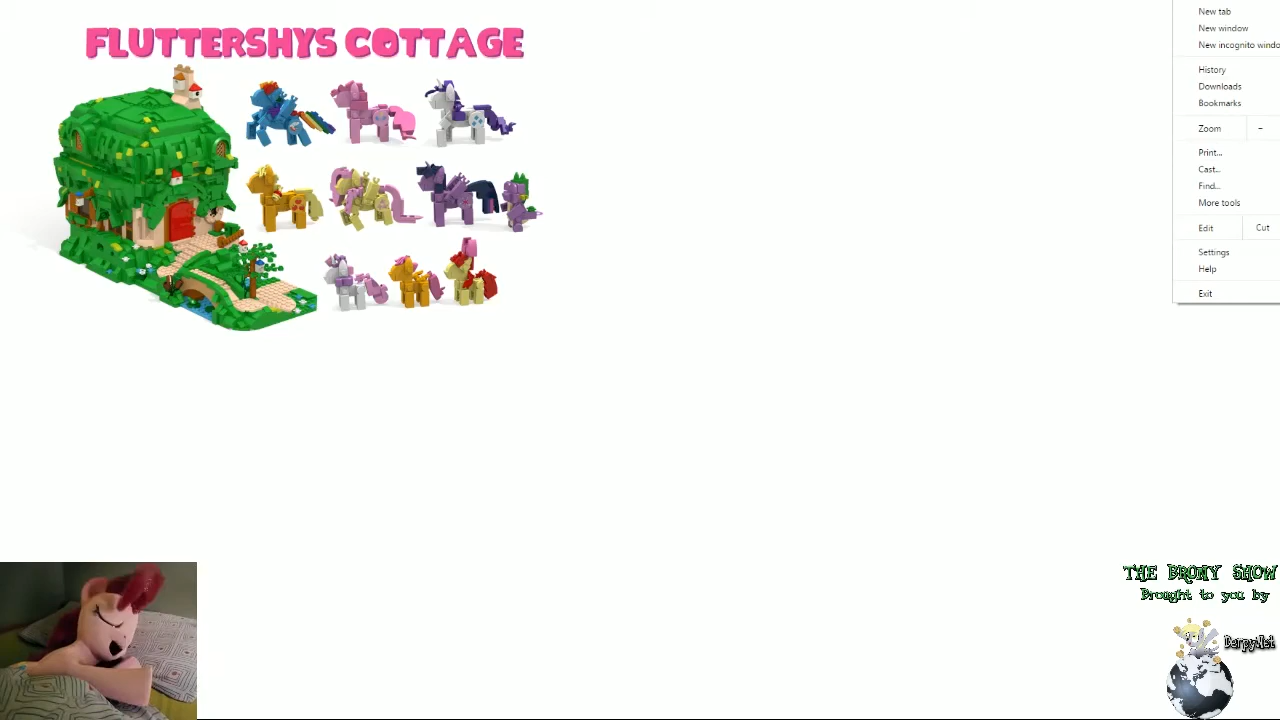 FLUTTERSHYS COTTAGE
New tab
New window
New incognito windo
History
Downloads
Bookmarks
Zoom −
Print...
Cast...
Find...
More tools
Edit Cut
Settings
Help
Exit
THE BRONY SHOW
Brought to you by
DerpyNet